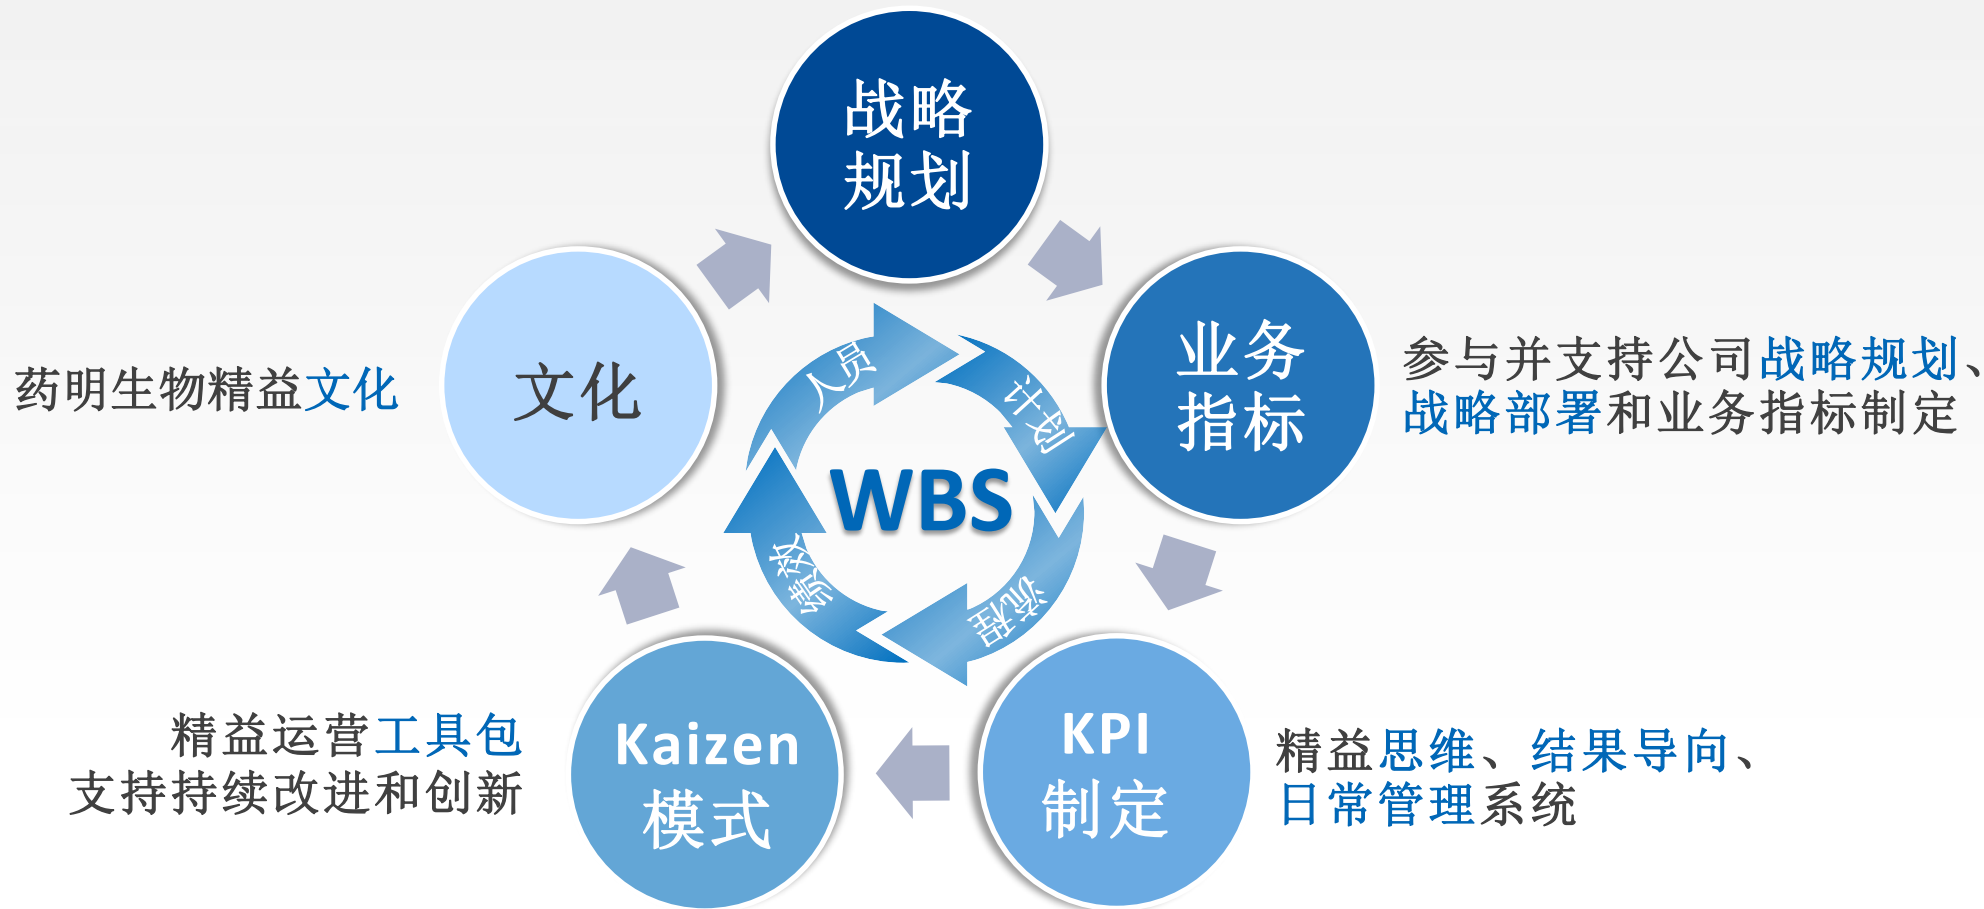 战略
规划
业务
指标
参与并支持公司战略规划、
战略部署和业务指标制定
KPI
制定
精益思维、结果导向、
日常管理系统
Kaizen
模式
精益运营工具包
支持持续改进和创新
文化
药明生物精益文化
人员
计划
流程
绩效
WBS